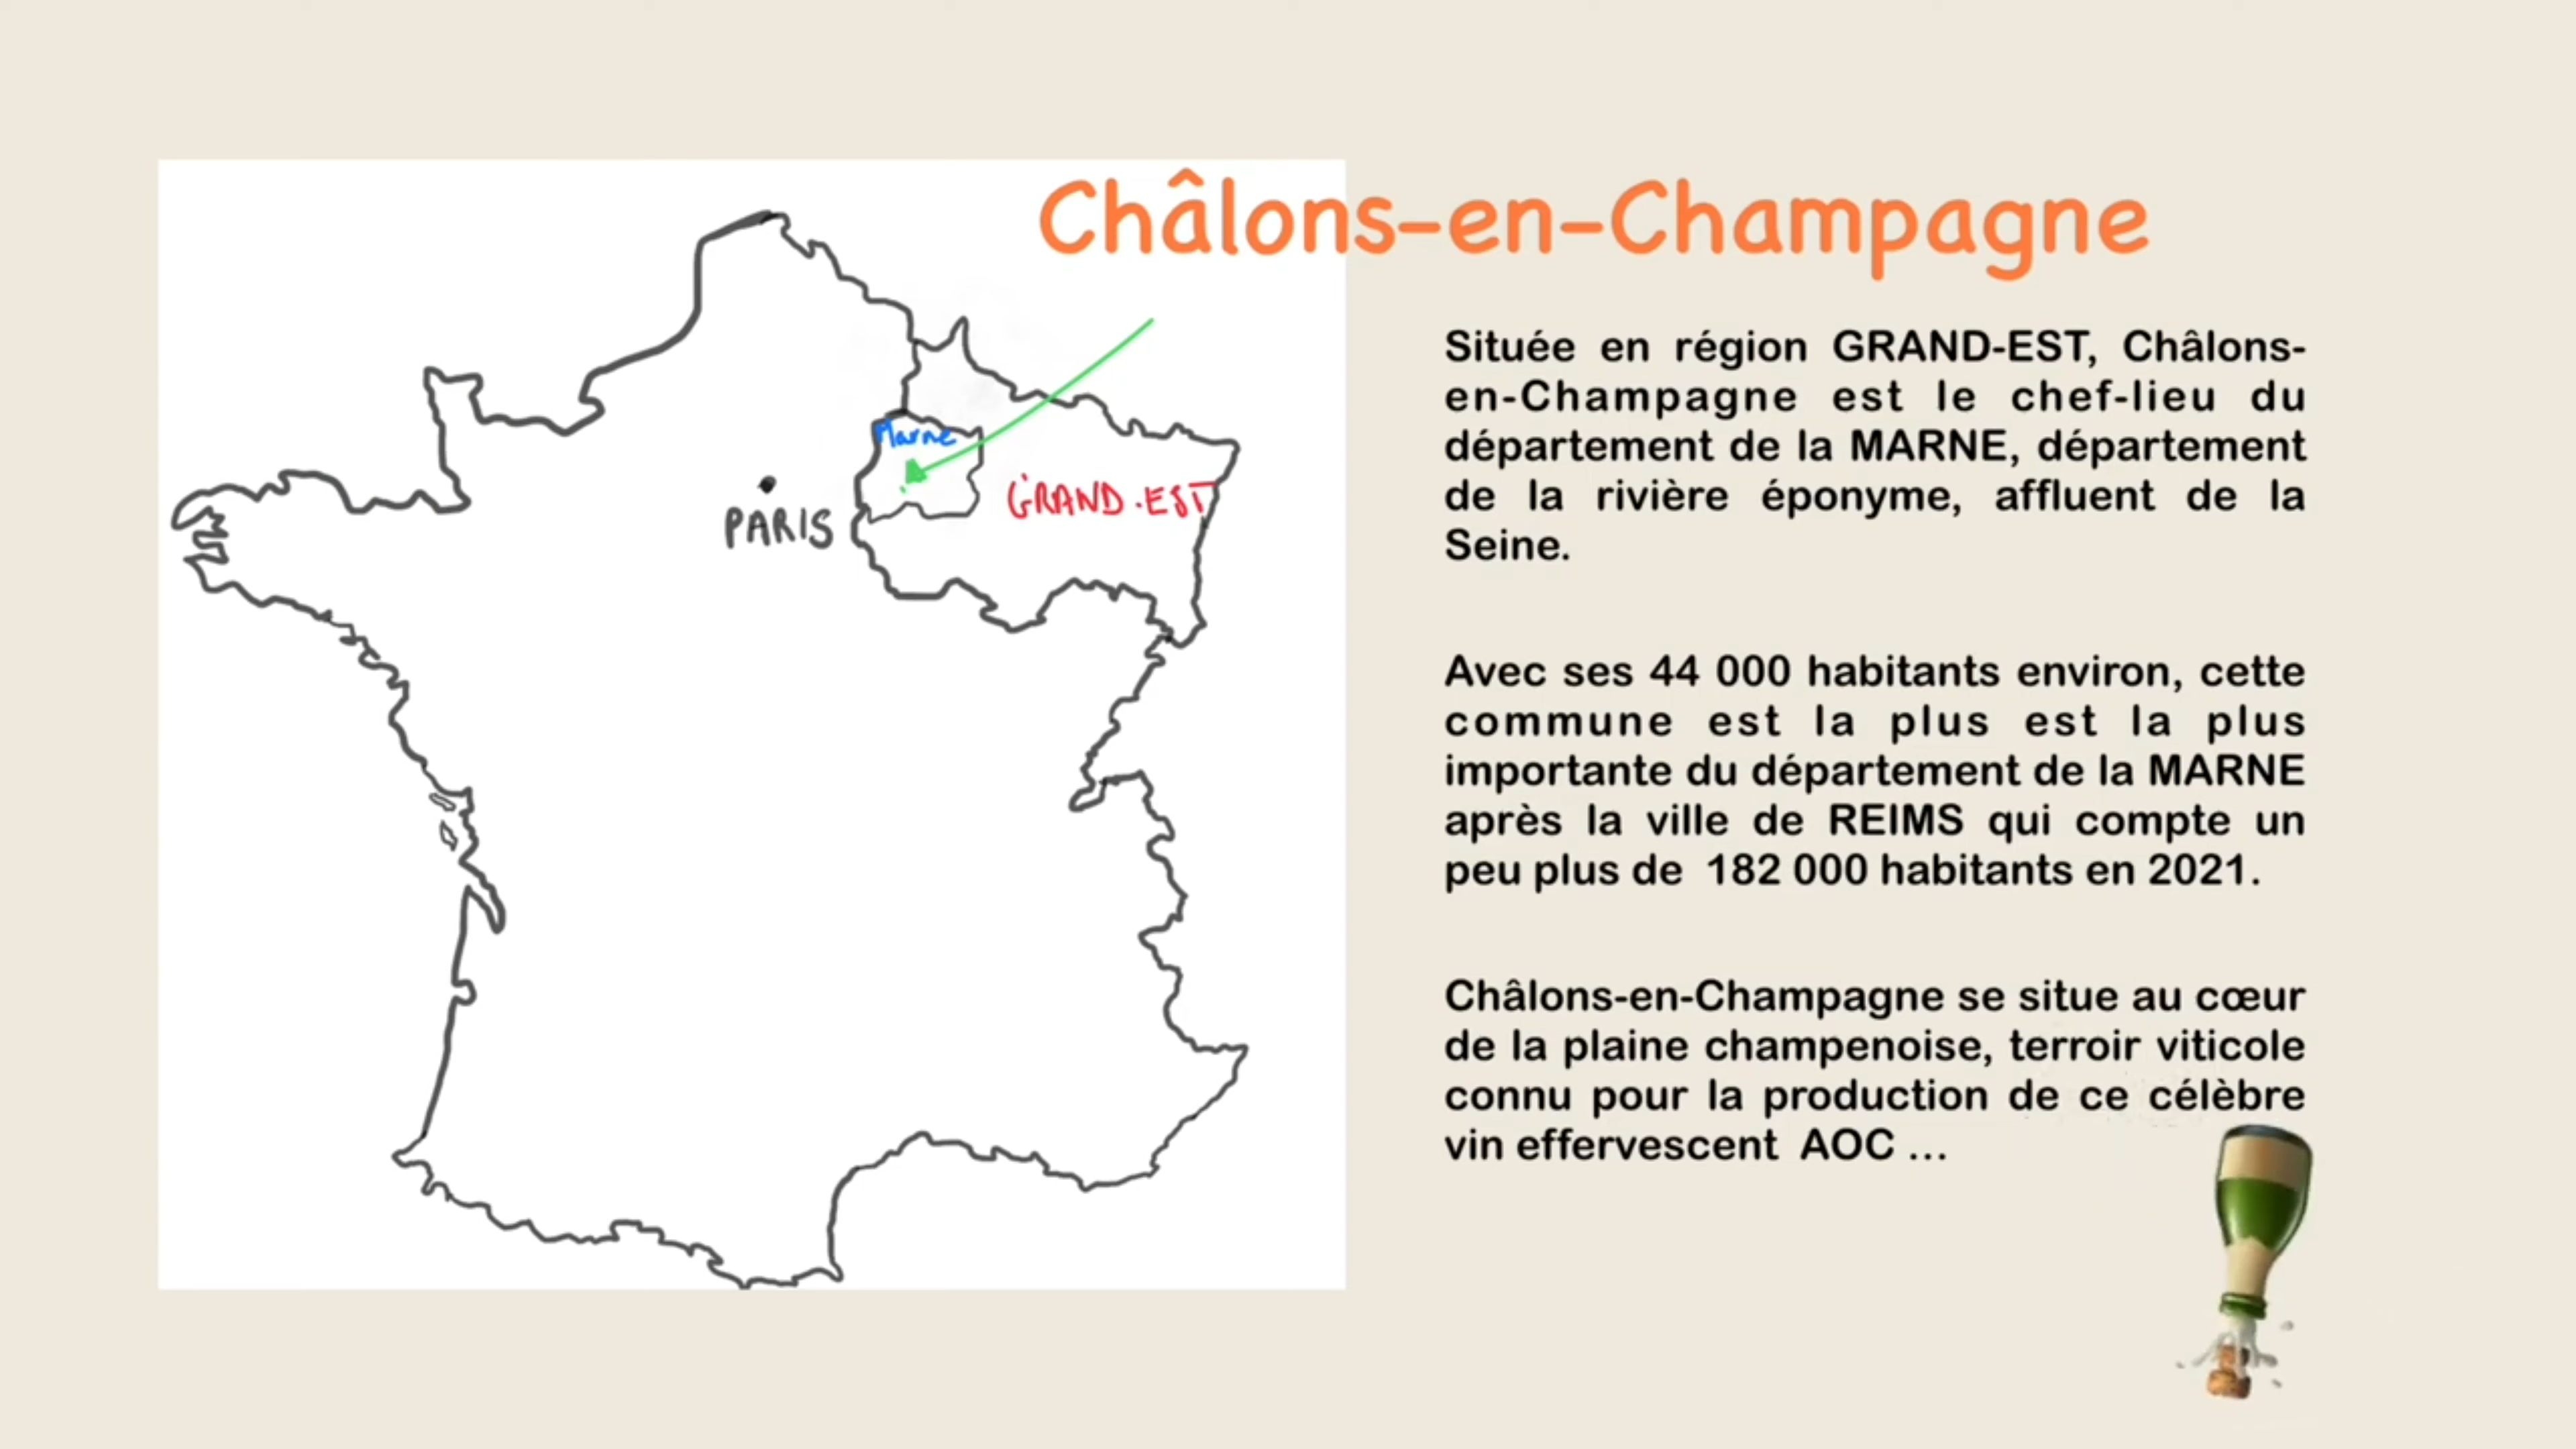 Châlons-en-Champagne
Marne
PARIS
GRAND.EST
Située en région GRAND-EST, Châlons-
en-Champagne est le chef-lieu du
département de la MARNE, département
de la rivière éponyme, affluent de la
Seine.
Avec ses 44 000 habitants environ, cette
commune est la plus est la plus
importante du département de la MARNE
après la ville de REIMS qui compte un
peu plus de 182 000 habitants en 2021.
Châlons-en-Champagne se situe au cœur
de la plaine champenoise, terroir viticole
connu pour la production de ce célèbre
vin effervescent AOC ...